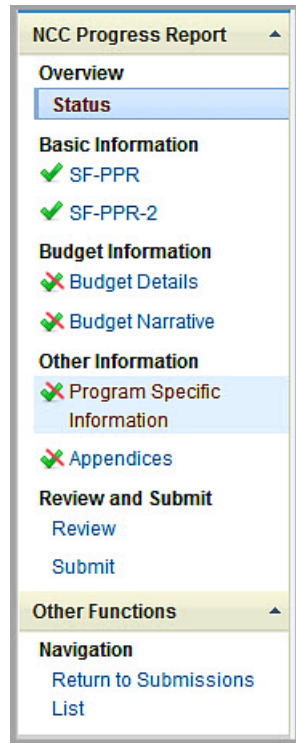 NCC Progress Report
Overview
Status
Basic Information
SF-PPR
SF-PPR-2
Budget Information
Budget Details
Budget Narrative
Other Information
Program Specific
Information
Appendices
Review and Submit
Review
Submit
Other Functions
Navigation
Return to Submissions
List